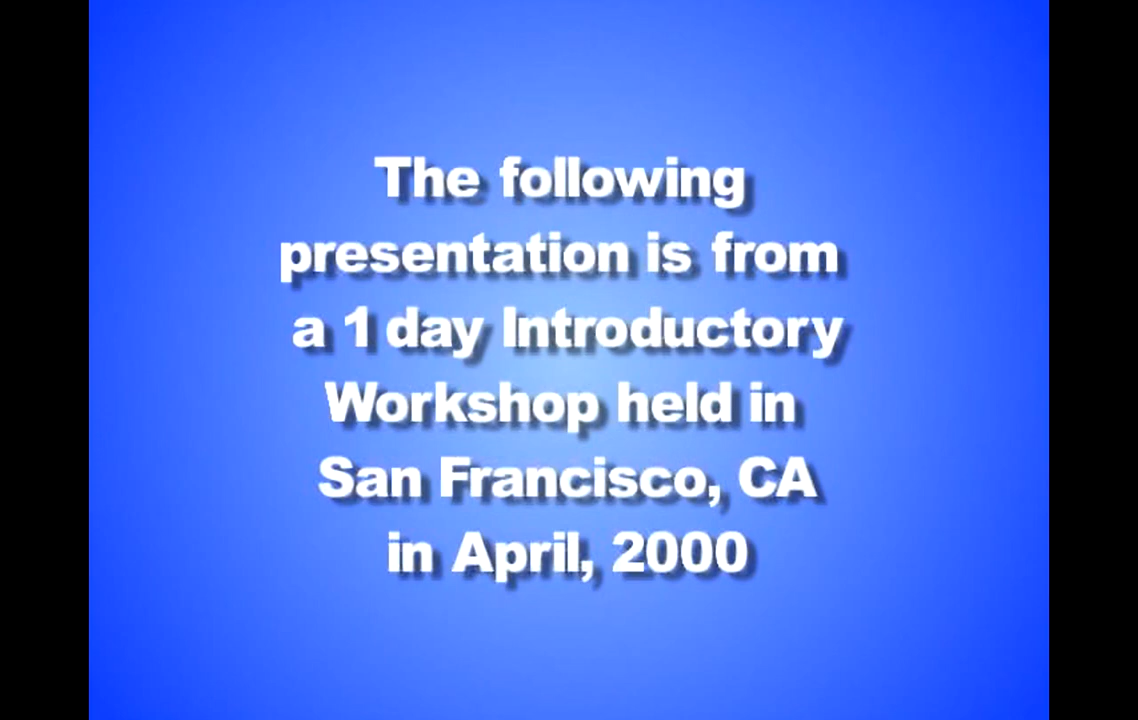 The following
presentation is from
a 1 day Introductory
Workshop held in
San Francisco, CA
in April, 2000